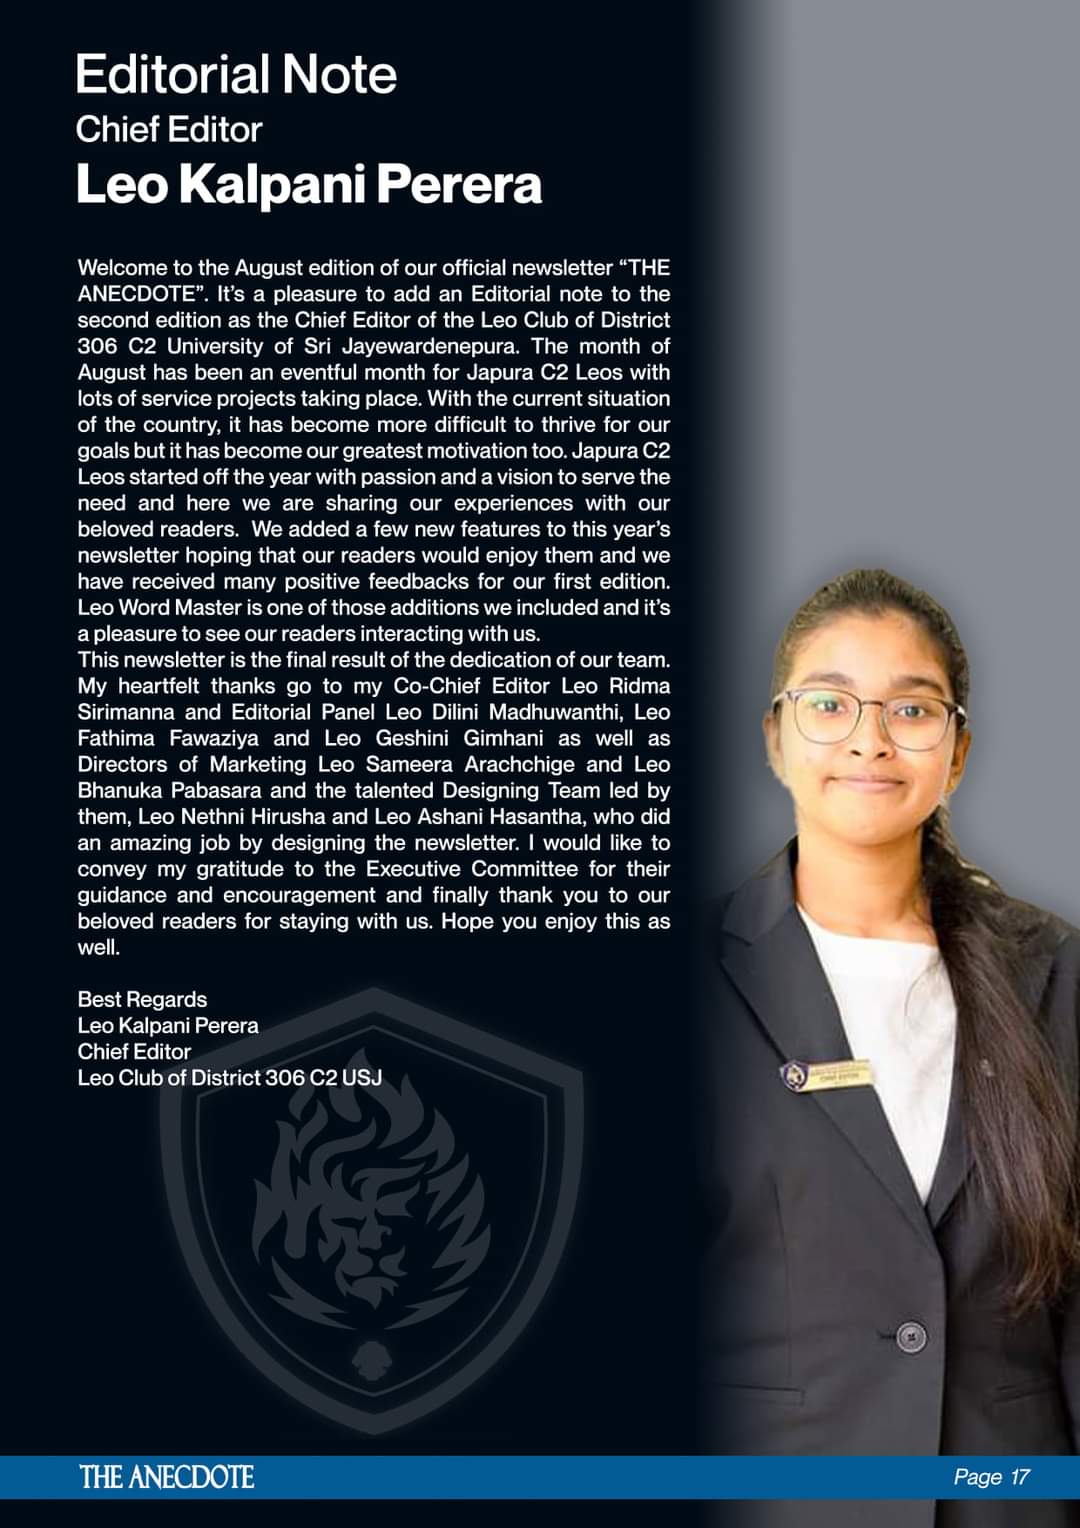 Editorial Note
Chief Editor
Leo Kalpani Perera
Welcome to the August edition of our official newsletter “THE
ANECDOTE”. It’s a pleasure to add an Editorial note to the
second edition as the Chief Editor of the Leo Club of District
306 C2 University of Sri Jayewardenepura. The month of
August has been an eventful month for Japura C2 Leos with
lots of service projects taking place. With the current situation
of the country, it has become more difficult to thrive for our
goals but it has become our greatest motivation too. Japura C2
Leos started off the year with passion and a vision to serve the
need and here we are sharing our experiences with our
beloved readers.  We added a few new features to this year’s
newsletter hoping that our readers would enjoy them and we
have received many positive feedbacks for our first edition.
Leo Word Master is one of those additions we included and it’s
a pleasure to see our readers interacting with us.
This newsletter is the final result of the dedication of our team.
My heartfelt thanks go to my Co-Chief Editor Leo Ridma
Sirimanna and Editorial Panel Leo Dilini Madhuwanthi, Leo
Fathima Fawaziya and Leo Geshini Gimhani as well as
Directors of Marketing Leo Sameera Arachchige and Leo
Bhanuka Pabasara and the talented Designing Team led by
them, Leo Nethni Hirusha and Leo Ashani Hasantha, who did
an amazing job by designing the newsletter. I would like to
convey my gratitude to the Executive Committee for their
guidance and encouragement and finally thank you to our
beloved readers for staying with us. Hope you enjoy this as
well.
Best Regards
Leo Kalpani Perera
Chief Editor
Leo Club of District 306 C2 USJ
THE ANECDOTE
Page 17